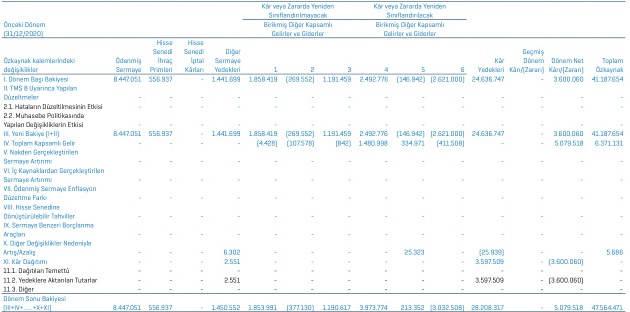 Kâr veya Zararda Yeniden Kâr veya Zararda Yeniden
Sınıflandırılmayacak Sınıflandırılacak
Önceki Dönem Birikmiş Diğer Kapsamlı Birikmiş Diğer Kapsamlı
(31/12/2020) Gelirler ve Giderler Gelirler ve Giderler
Hisse
Senedi Hisse Diğer Geçmiş
Özkaynak kalemlerindeki Ödenmiş İhraç Senedi İptal Sermaye Kâr Dönem Dönem Net Toplam
değişiklikler Sermaye Primleri Kârları Yedekleri 1 2 3 4 5 6 Yedekleri Kârı/(Zararı) Kârı/(Zararı) Özkaynak
I. Dönem Başı Bakiyesi 8.447.051 556.937 - 1.441.699 1.858.419 (269.552) 1.191.459 2.492.776 (146.942) (2.621.000) 24.636.747 - 3.600.060 41.187.654
II. TMS 8 Uyarınca Yapılan
Düzeltmeler - - - - - - - - - - - - - -
2.1. Hataların Düzeltilmesinin Etkisi - - - - - - - - - - - - - -
2.2. Muhasebe Politikasında
Yapılan Değişikliklerin Etkisi - - - - - - - - - - - - - -
III. Yeni Bakiye (I+II) 8.447.051 556.937 - 1.441.699 1.858.419 (269.552) 1.191.459 2.492.776 (146.942) (2.621.000) 24.636.747 - 3.600.060 41.187.654
IV. Toplam Kapsamlı Gelir - - - - (4.428) (107.578) (842) 1.480.998 334.971 (411.508) - - 5.079.518 6.371.131
V. Nakden Gerçekleştirilen
Sermaye Artırımı - - - - - - - - - - - - - -
VI. İç Kaynaklardan Gerçekleştirilen
Sermaye Artırımı - - - - - - - - - - - - - -
VII. Ödenmiş Sermaye Enflasyon
Düzeltme Farkı - - - - - - - - - - - - - -
VIII. Hisse Senedine
Dönüştürülebilir Tahviller - - - - - - - - - - - - - -
IX. Sermaye Benzeri Borçlanma
Araçları - - - - - - - - - - - - - -
X. Diğer Değişiklikler Nedeniyle
Artış/Azalış - - - 6.302 - - - - 25.323 - (25.939) - - 5.686
XI. Kâr Dağıtımı - - - 2.551 - - - - - - 3.597.509 - (3.600.060) -
11.1. Dağıtılan Temettü - - - - - - - - - - - - - -
11.2. Yedeklere Aktarılan Tutarlar - - - 2.551 - - - - - - 3.597.509 - (3.600.060) -
11.3. Diğer - - - - - - - - - - - - - -
Dönem Sonu Bakiyesi
(III+IV+.....+X+XI) 8.447.051 556.937 - 1.450.552 1.853.991 (377.130) 1.190.617 3.973.774 213.352 (3.032.508) 28.208.317 - 5.079.518 47.564.471